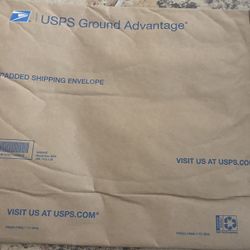 USPS Ground Advantage®
PADDED SHIPPING ENVELOPE
VISIT US AT USPS.COM®
VISIT US AT USPS.COM®